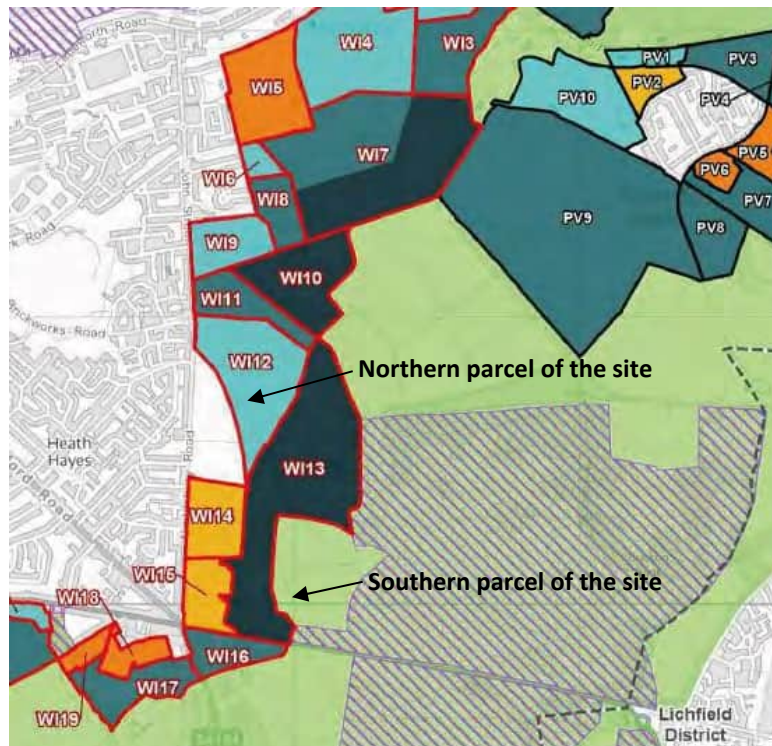 WI4
WI3
WI5
PV1
PV3
PV2
PV10
PV4
WI7
PV5
WI6
PV6
WI8
PV7
PV9
PV8
WI9
WI10
WI11
Brickworks Road
WI12
Northern parcel of the site
Heath
Hayes
Road
WI13
WI14
WI15
Southern parcel of the site
WI18
WI16
WI17
WI19
Lichfield
District